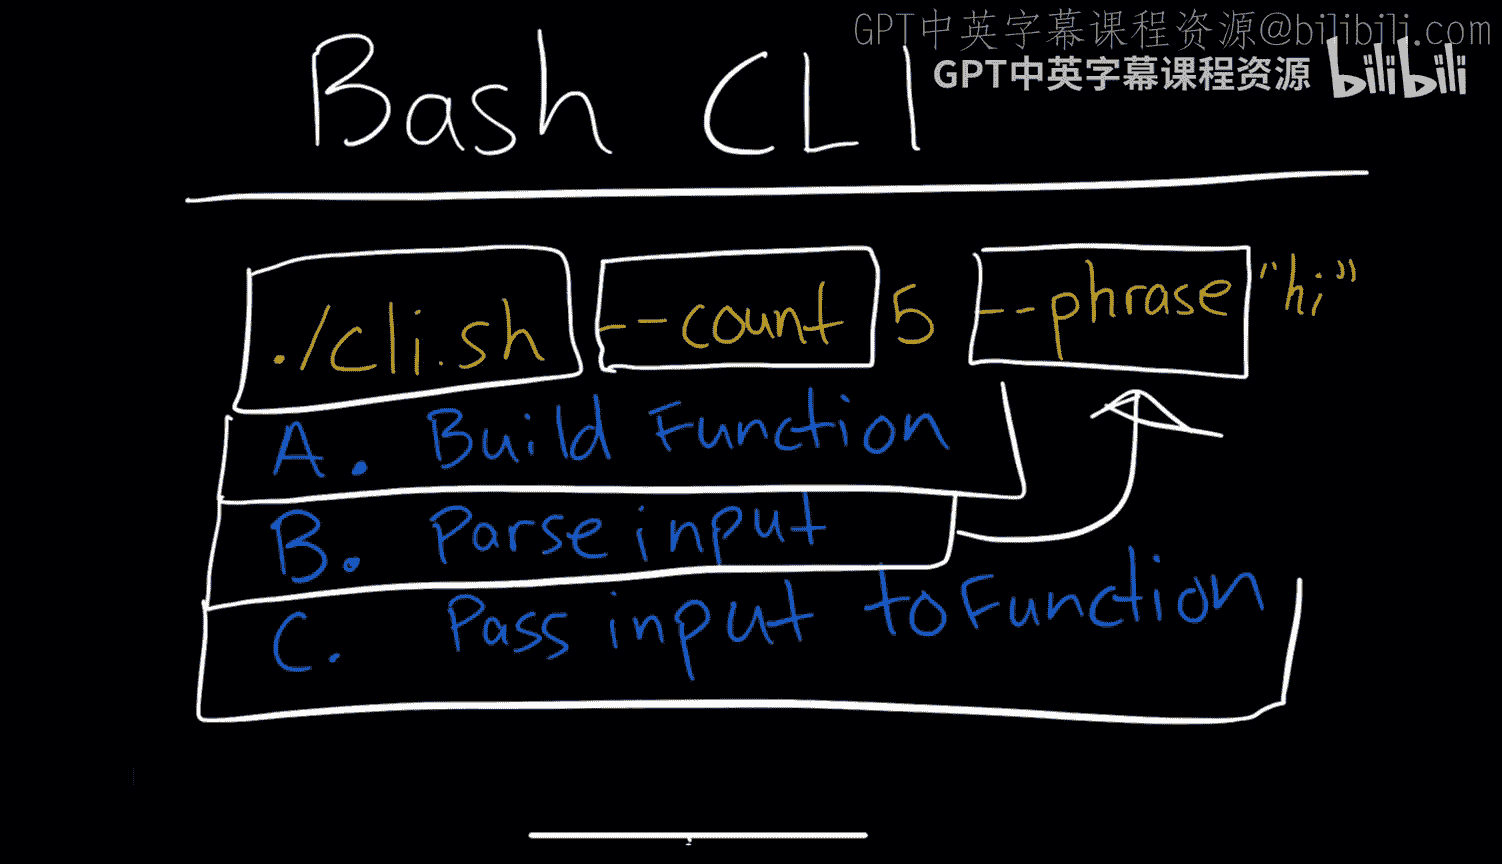 GPT中英字幕课程资源@bilibili.com
GPT中英字幕课程资源 bilibili
Bash CLI
./cli.sh --count 5 --phrase "hi"
A. Build Function
B. Parse input
C. Pass input to Function